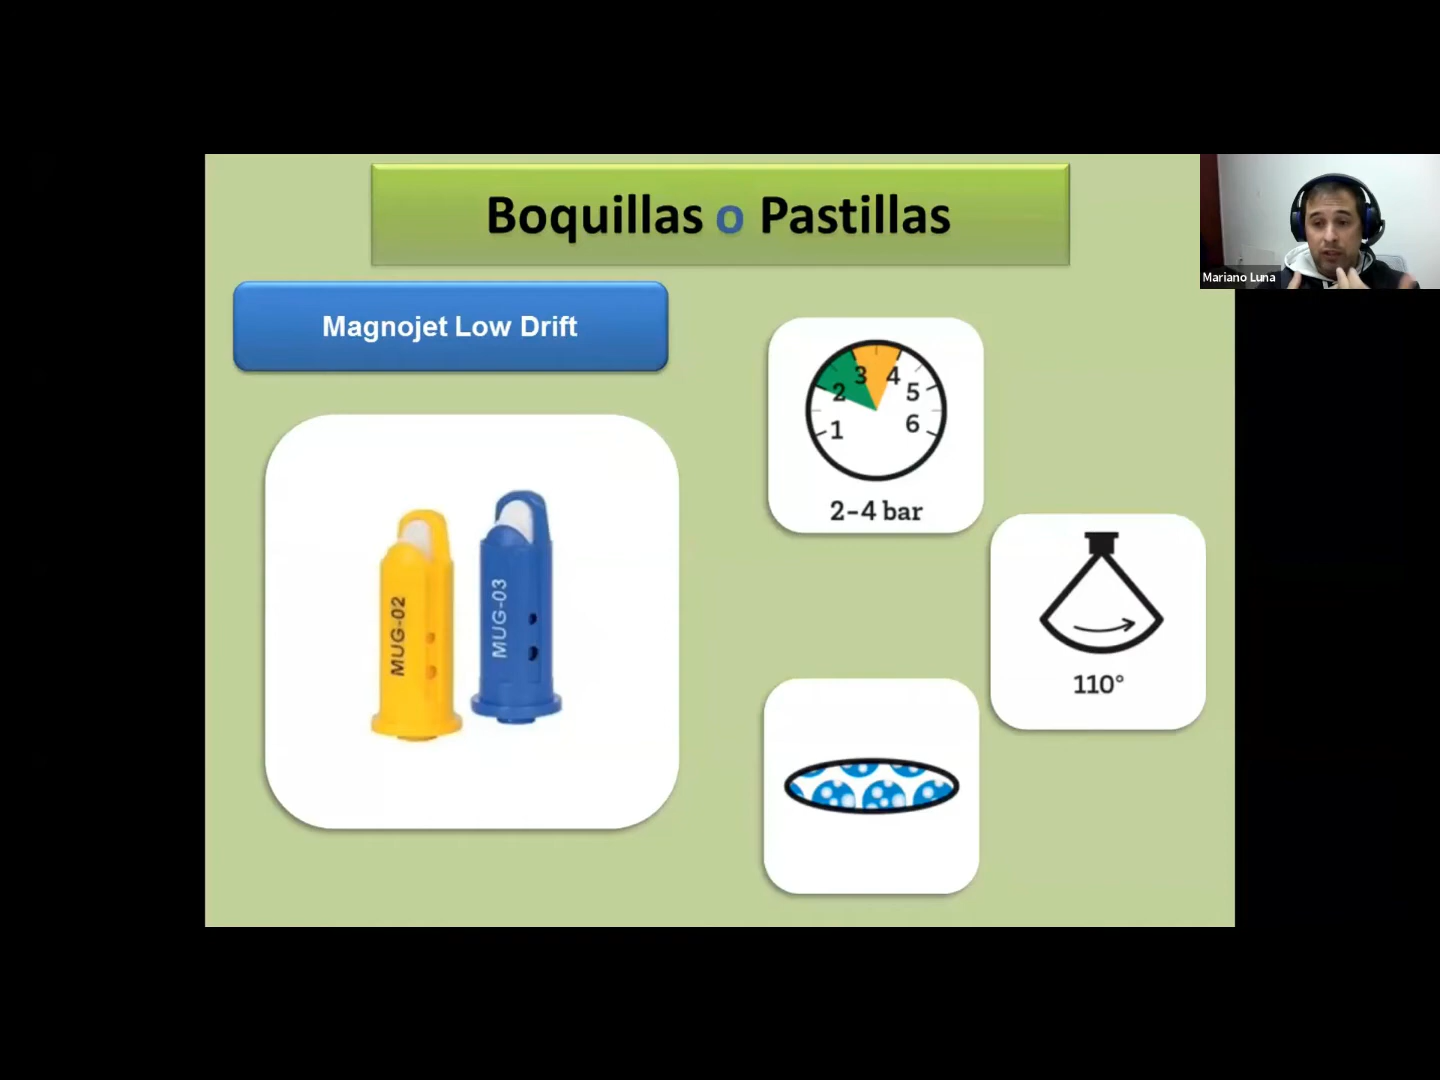 Boquillas o Pastillas
Mariano Luna
Magnojet Low Drift
1
2
3
4
5
6
2-4 bar
MUG-02
MUG-03
110°